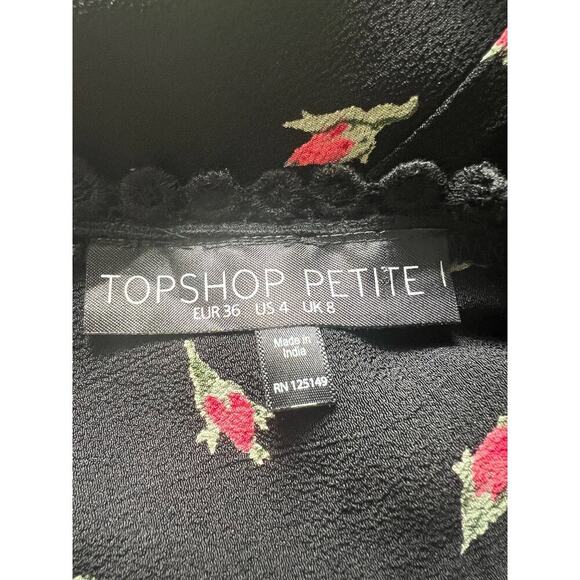 TOPSHOP PETITE
EUR 36 US 4 UK 8
Made in
India
RN 125149